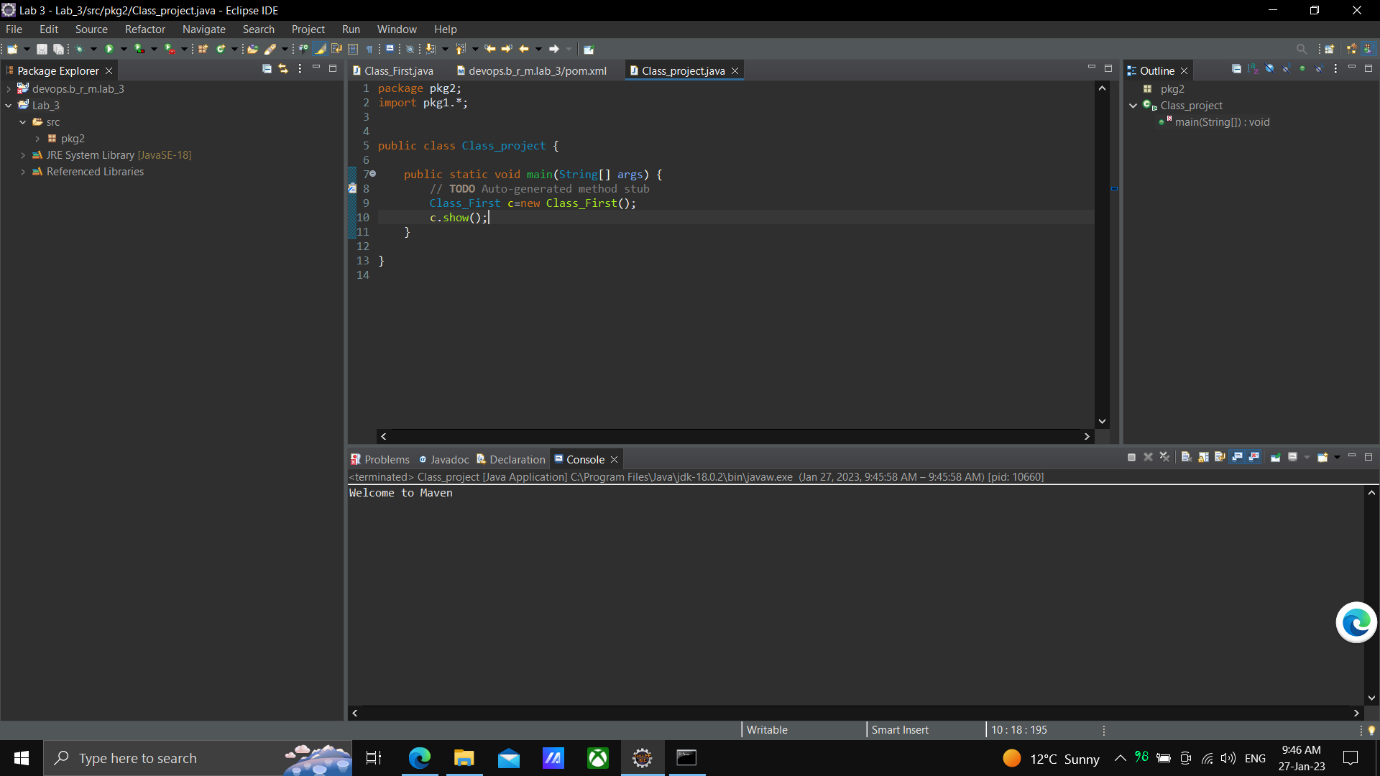 Lab 3 - Lab_3/src/pkg2/Class_project.java - Eclipse IDE
File Edit Source Refactor Navigate Search Project Run Window Help
Package Explorer
devops.b_r_m.lab_3
Lab_3
src
pkg2
JRE System Library [JavaSE-18]
Referenced Libraries
Class_First.java devops.b_r_m.lab_3/pom.xml Class_project.java
1 package pkg2;
2 import pkg1.*;
3
4
5 public class Class_project {
6
7 public static void main(String[] args) {
8 // TODO Auto-generated method stub
9 Class_First c=new Class_First();
10 c.show();
11 }
12
13 }
14
Outline
pkg2
Class_project
main(String[]) : void
Problems Javadoc Declaration Console
<terminated> Class_project [Java Application] C:\Program Files\Java\jdk-18.0.2\bin\javaw.exe (Jan 27, 2023, 9:45:58 AM – 9:45:58 AM) [pid: 10660]
Welcome to Maven
Writable Smart Insert 10 : 18 : 195
Type here to search
12°C Sunny 98 ENG 9:46 AM
27-Jan-23